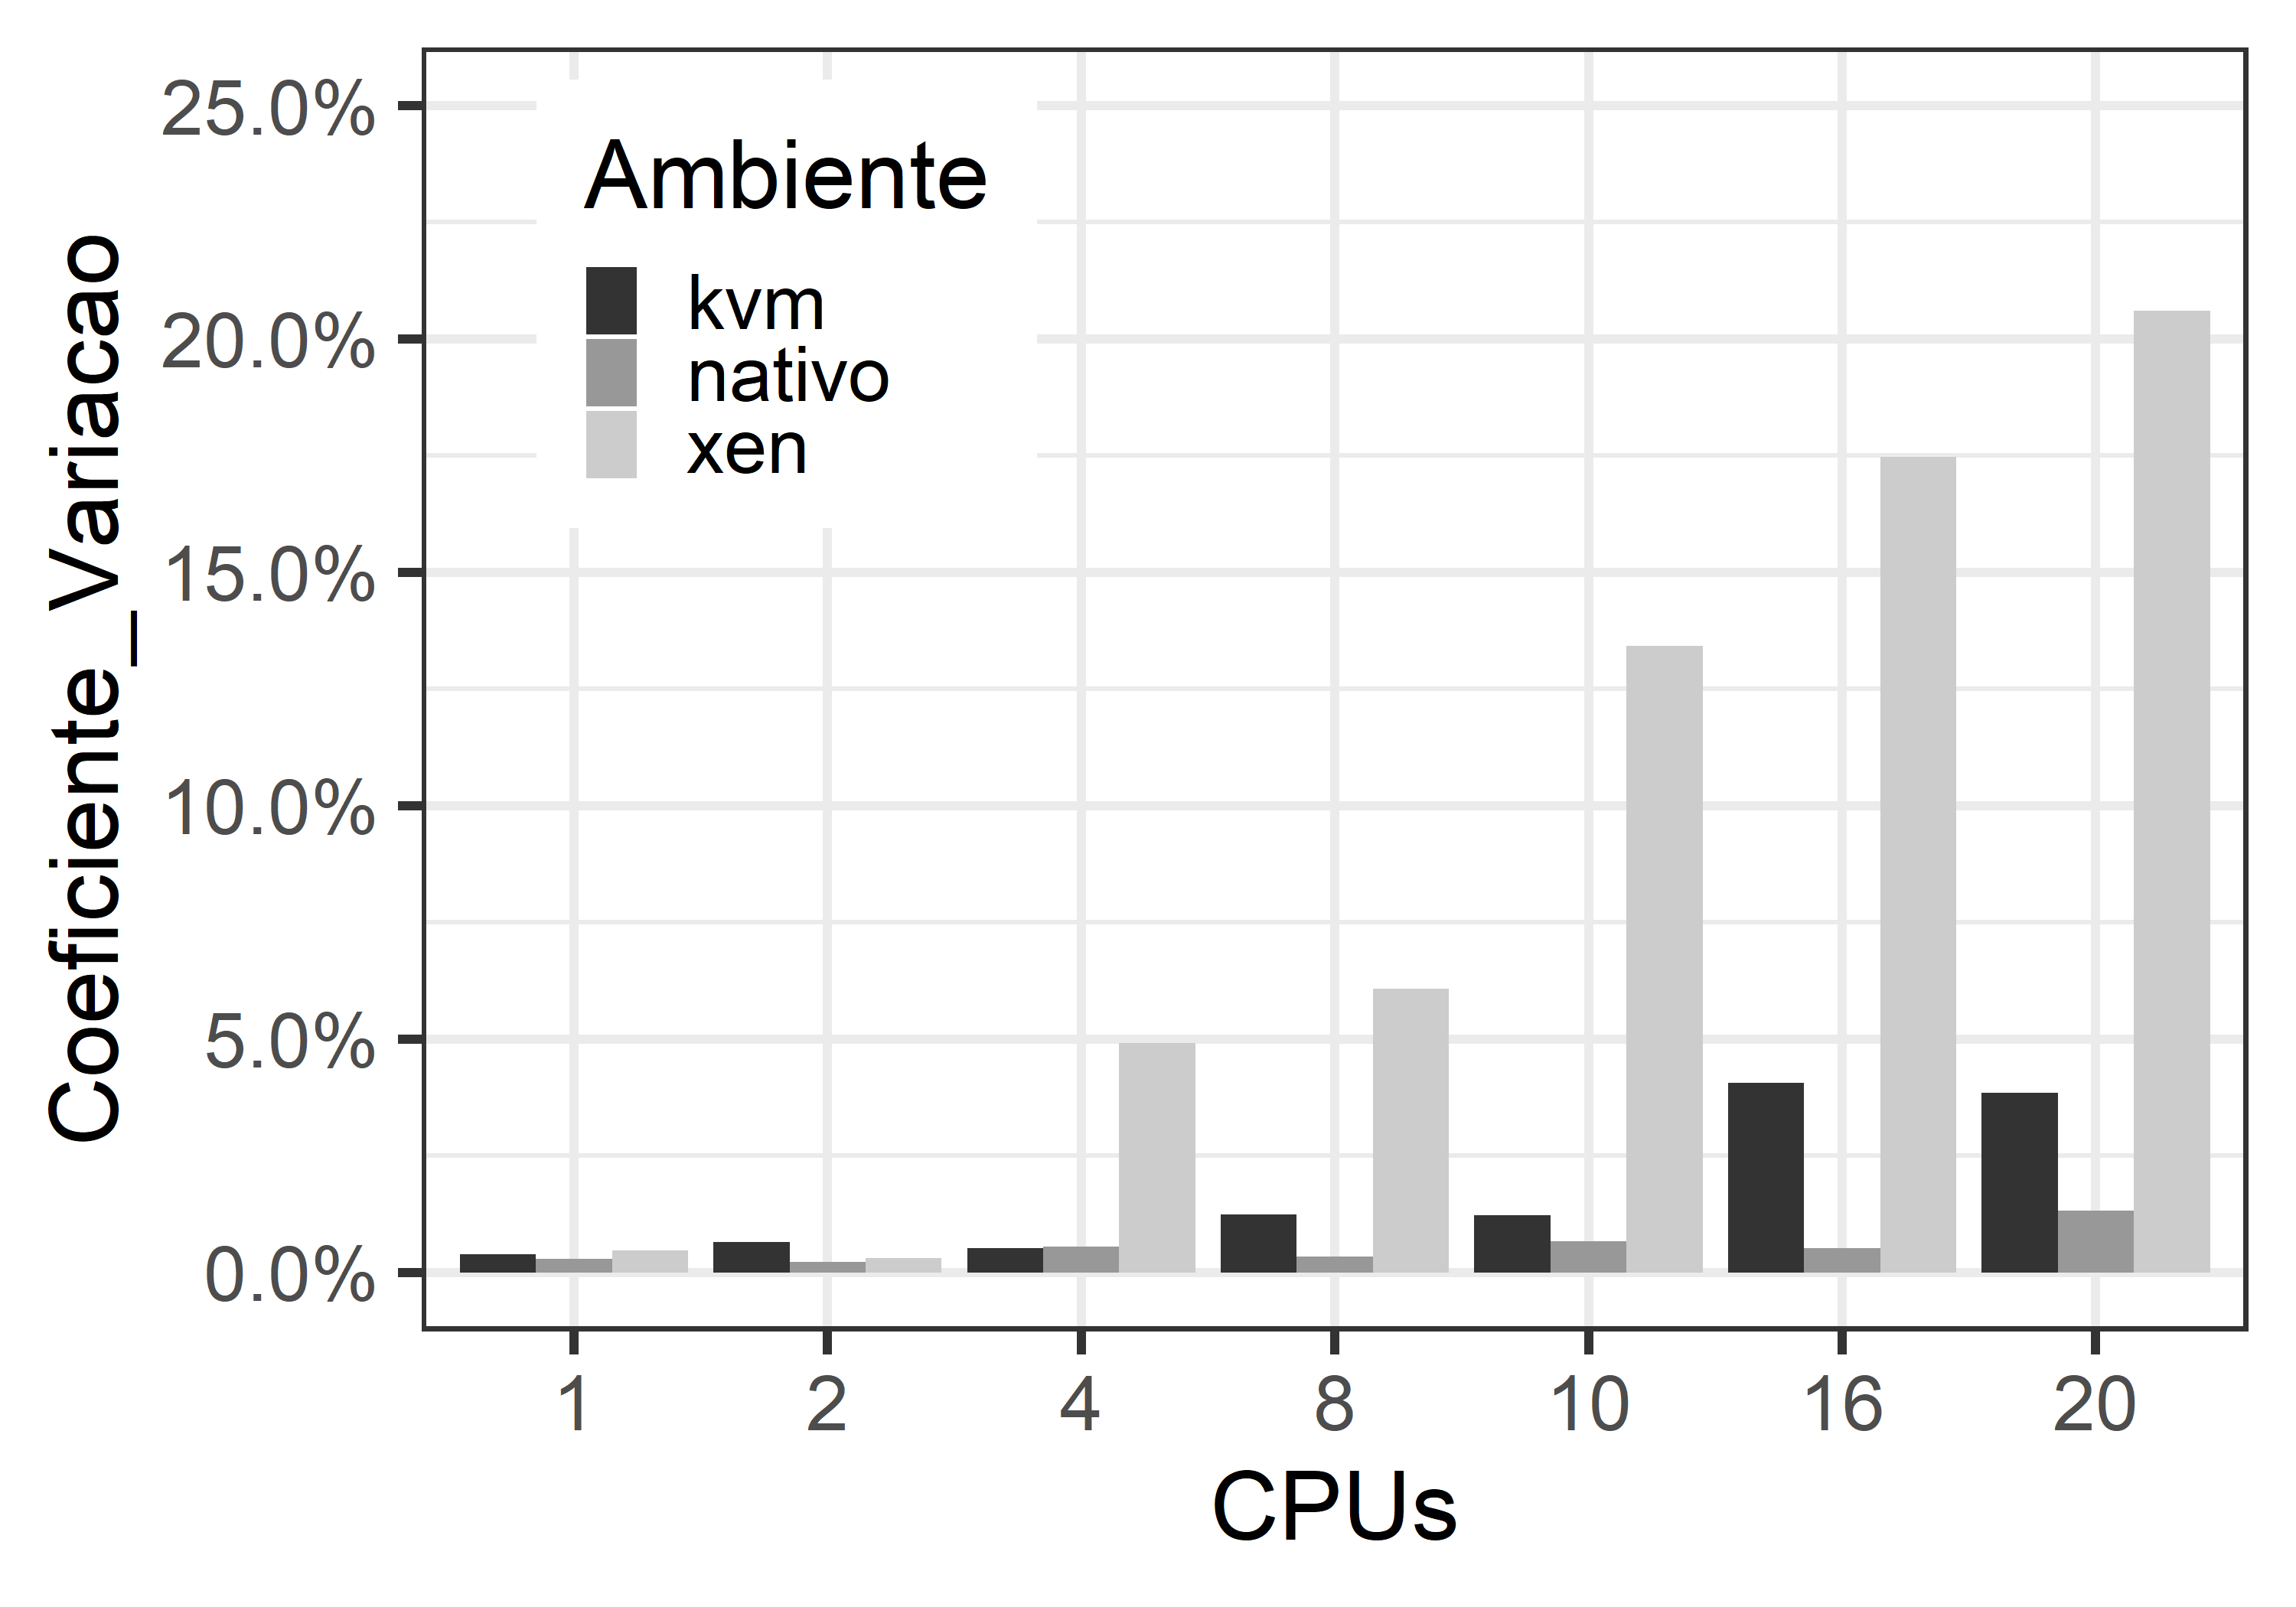 Coeficiente_Variacao
25.0%
20.0%
15.0%
10.0%
5.0%
0.0%
Ambiente
kvm
nativo
xen
1 2 4 8 10 16 20
CPUs